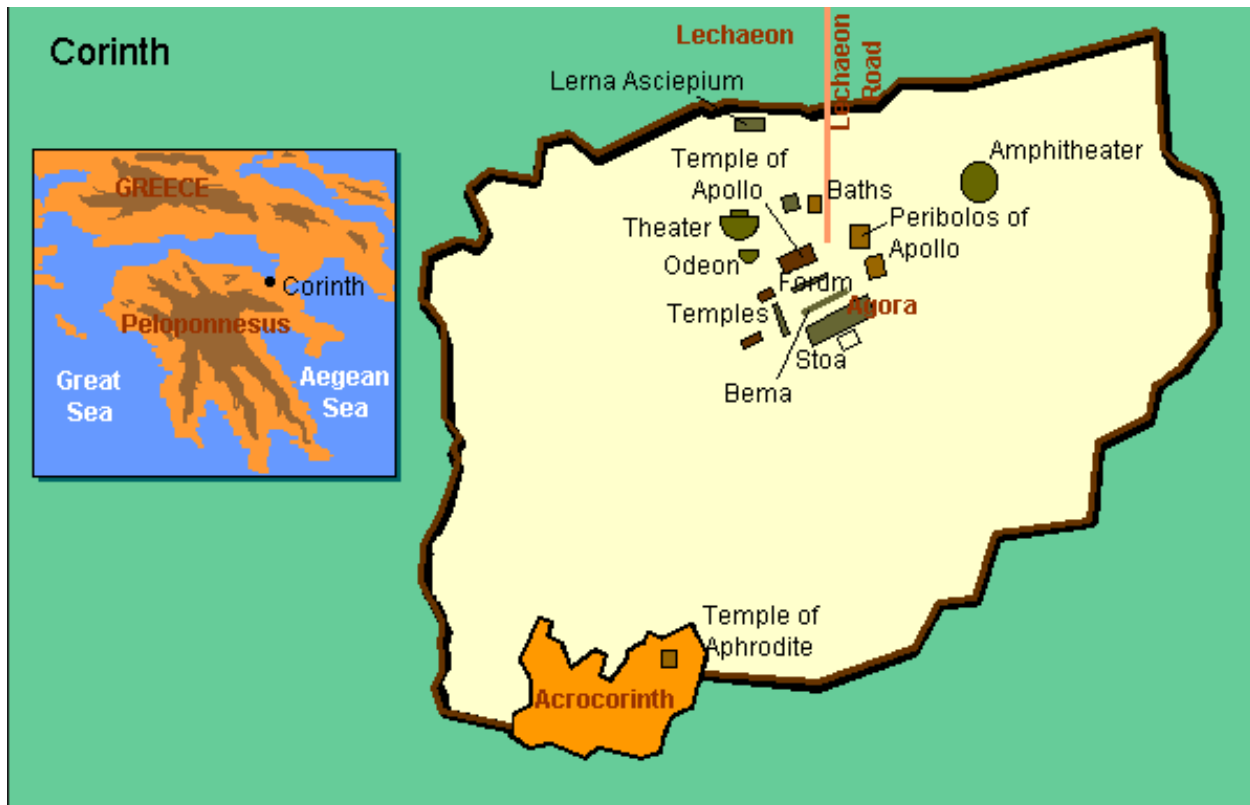 Corinth
Lechaeon
Lechaeon
Road
Lerna Asciepium
Temple of
Apollo
Baths
Amphitheater
Theater
Peribolos of
Apollo
Odeon
Forum
Temples
Agora
Stoa
Bema
Temple of
Aphrodite
Acrocorinth
GREECE
Corinth
Peloponnesus
Great
Sea
Aegean
Sea